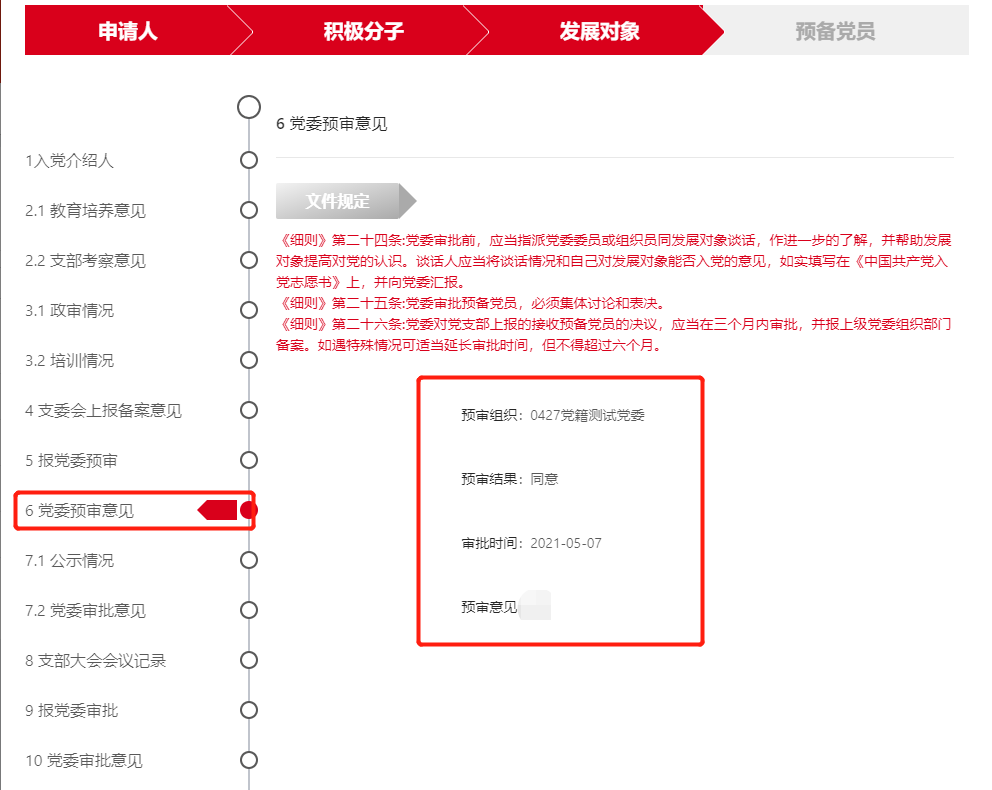 申请人
积极分子
发展对象
预备党员
6 党委预审意见
1入党介绍人
2.1 教育培养意见
2.2 支部考察意见
3.1 政审情况
3.2 培训情况
4 支委会上报备案意见
5 报党委预审
6 党委预审意见
7.1 公示情况
7.2 党委审批意见
8 支部大会会议记录
9 报党委审批
10 党委审批意见
文件规定
《细则》第二十四条:党委审批前，应当指派党委委员或组织员同发展对象谈话，作进一步的了解，并帮助发展
对象提高对党的认识。谈话人应当将谈话情况和自己对发展对象能否入党的意见，如实填写在《中国共产党入
党志愿书》上，并向党委汇报。
《细则》第二十五条:党委审批预备党员，必须集体讨论和表决。
《细则》第二十六条:党委对党支部上报的接收预备党员的决议，应当在三个月内审批，并报上级党委组织部门
备案。如遇特殊情况可适当延长审批时间，但不得超过六个月。
预审组织：0427党籍测试党委
预审结果：同意
审批时间：2021-05-07
预审意见